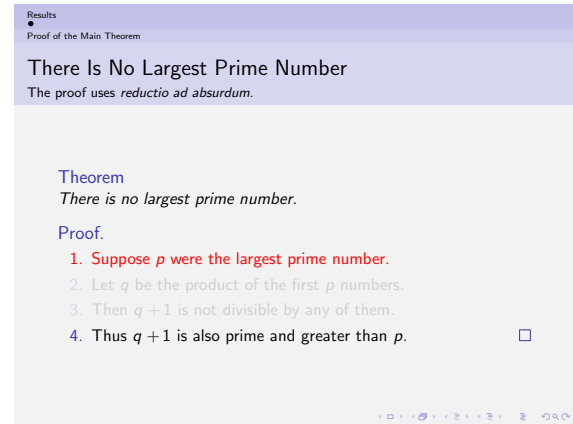 Results
Proof of the Main Theorem
There Is No Largest Prime Number
The proof uses reductio ad absurdum.
Theorem
There is no largest prime number.
Proof.
1. Suppose p were the largest prime number.
2. Let q be the product of the first p numbers.
3. Then q + 1 is not divisible by any of them.
4. Thus q + 1 is also prime and greater than p.